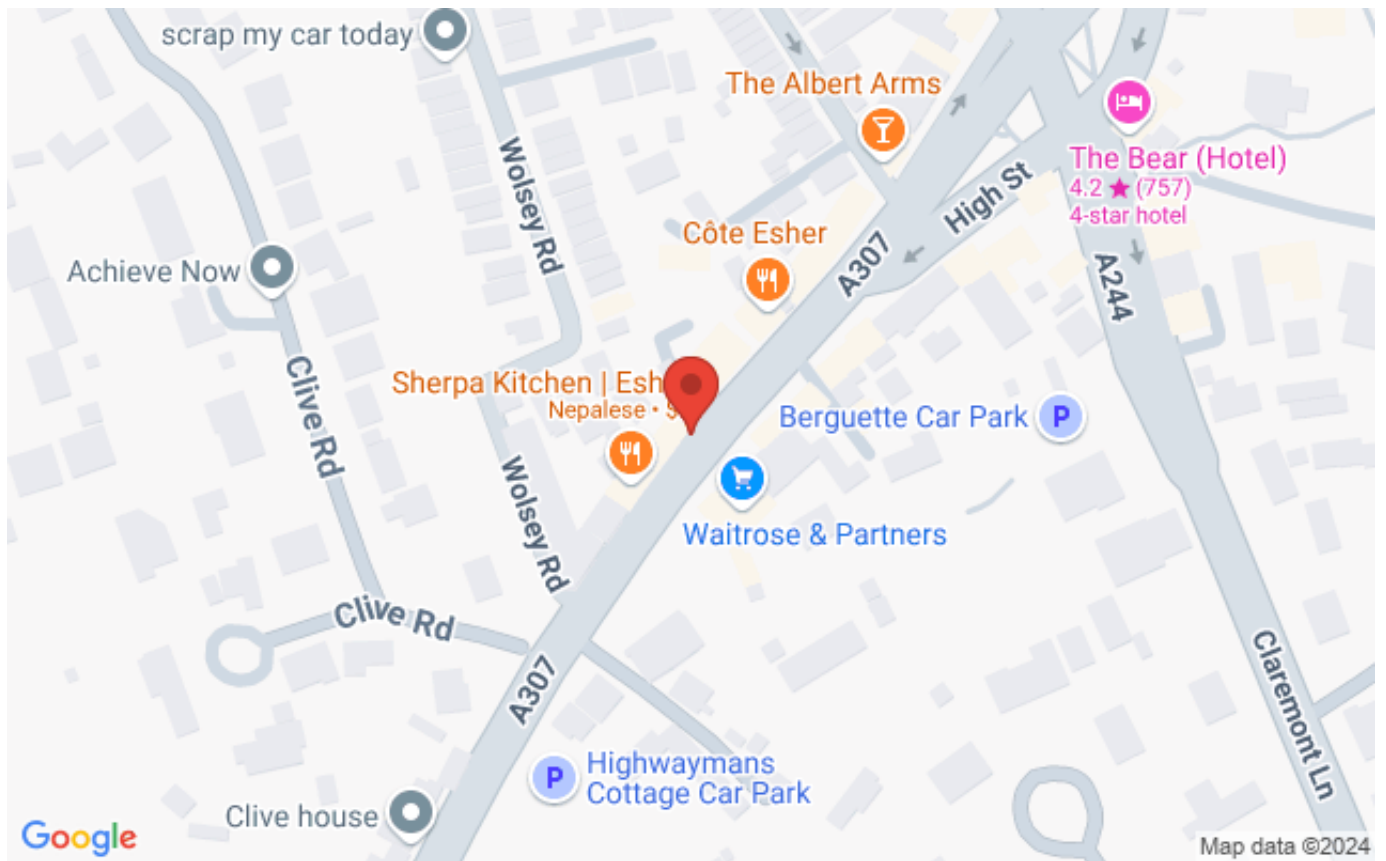 scrap my car today
The Albert Arms
The Bear (Hotel)
4.2 ★ (757)
4-star hotel
Wolsey Rd
High St
Côte Esher
A307
A244
Achieve Now
Clive Rd
Sherpa Kitchen | Esh
Nepalese •
Berguette Car Park
P
Wolsey Rd
Waitrose & Partners
Clive Rd
A307
Claremont Ln
P
Highwaymans
Cottage Car Park
Clive house
Google
Map data ©2024